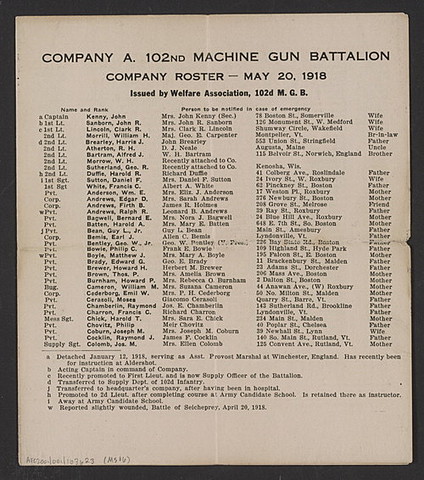 COMPANY A. 102ND MACHINE GUN BATTALION
COMPANY ROSTER — MAY 20, 1918
Issued by Welfare Association, 102d M. G. B.
Name and Rank Person to be notified in case of emergency
a Captain Kenny, John Mrs. John Kenny (Sec.) 78 Boston St., Somerville Wife
b 1st Lt. Sanborn, John R. Mrs. John R. Sanborn 126 Monument St., W. Medford Wife
c 1st Lt. Lincoln, Clark R. Mrs. Clark R. Lincoln Shumway Circle, Wakefield Wife
2nd Lt. Morrill, William H. Maj. Geo. E. Carpenter Montpelier, Vt. Br-in-law
d 2nd Lt. Brearley, Harris J. John Brearley 553 Union St., Springfield Father
2nd Lt. Atherton, R. H. D. J. Neale Augusta, Maine Uncle
2nd Lt. Bartram, Alfred J. W. H. Bartram 115 Belvoir St., Norwich, England Brother
2nd Lt. Morrow, W. H. Recently attached to Co.
2nd Lt. Sutherland, Geo. R. Recently attached to Co. Kenosha, Wis.
h 2nd Lt. Duffie, Harold R. Richard Duffie 41 Colberg Ave., Roslindale Father
1st Sgt. Sutton, Daniel F. Mrs. Daniel F. Sutton 24 Ivory St., W. Roxbury Wife
1st Sgt. White, Francis C. Albert A. White 62 Pinckney St., Boston Father
Pvt. Anderson, Wm. E. Mrs. Eliz. J. Anderson 17 Weston Pl., Roxbury Mother
Corp. Andrews, Edgar D. Mrs. Sarah Andrews 376 Newbury St., Boston Mother
Corp. Andrews, Firth B. James R. Holmes 208 Grove St., Melrose Friend
w Pvt. Andrews, Ralph R. Leonard B. Andrews 39 Ray St., Roxbury Father
Pvt. Bagwell, Bernard E. Mrs. Nora J. Bagwell 24 Blue Hill Ave., Roxbury Mother
Pvt. Batten, Harold A. Mary Batten 648 E. 7th St., So. Boston Mother
Pvt. Bean, Guy L., Jr. Guy L. Bean Main St., Amesbury Father
Corp. Bemis, Earl J. Allen C. Bemis Lyndonville, Vt. Father
Pvt. Bentley, Geo. W., Jr. Geo. W. Bentley 226 Bay State Rd., Boston Father
Pvt. Bowie, Philip C. Frank E. Bowie 109 Highland St., Hyde Park Father
w Pvt. Boyle, Matthew J. Mrs. Mary A. Boyle 195 Falcon St., E. Boston Mother
Pvt. Brady, Edward G. Geo. E. Brady 11 Brackenbury St., Malden Father
Pvt. Brewer, Howard H. Herbert M. Brewer 32 Adams St., Dorchester Father
Pvt. Brown, Thos. P. Mrs. Amelia Brown 206 Mass Ave., Boston Mother
Pvt. Burnham, Howard P. Mrs. Roberta Burnham 2 Dalton St., Boston Mother
Bug. Cameron, William M. Mrs. Susana Cameron 44 Anawan Ave., (W) Roxbury Mother
Corp. Cederborg, Emil W. Mrs. P. H. Cederborg 50 No. Milton St., Malden Mother
Pvt. Cerasoli, Moses Giacomo Cerasoli Quarry St., Barre, Vt. Father
Pvt. Chamberlin, Raymond Jos. E. Chamberlin 143 Sutherland Rd., Brookline Father
Pvt. Charron, Francis C. Richard Charron Lyndonville, Vt. Father
Mess Sgt. Chick, Harold T. Mrs. Sara E. Chick 234 Main St., Malden Mother
Pvt. Chovitz, Philip Meir Chovitz 40 Poplar St., Chelsea Father
Pvt. Coburn, Joseph M. Mrs. Joseph M. Coburn 39 Newhall St., Lynn Wife
Pvt. Cocklin, Raymond J. James F. Cocklin 140 So. Main St., Rutland, Vt. Father
Supply Sgt. Colomb, Jos. M. Mrs. Ellen Colomb 125 Convent Ave., Rutland, Vt. Mother
a Detached January 12, 1918, serving as Asst. Provost Marshal at Winchester, England. Has recently been for instruction at Aldershot.
b Acting Captain in command of Company.
c Recently promoted to First Lieut. and is now Supply Officer of the Battalion.
d Transferred to Supply Dept. of 102d Infantry.
j Transferred to headquarter's company, after having been in hospital.
h Promoted to 2d Lieut. after completing course at Army Candidate School. Is retained there as instructor.
l Away at Army Candidate School.
w Reported slightly wounded, Battle of Seicheprey, April 20, 1918.